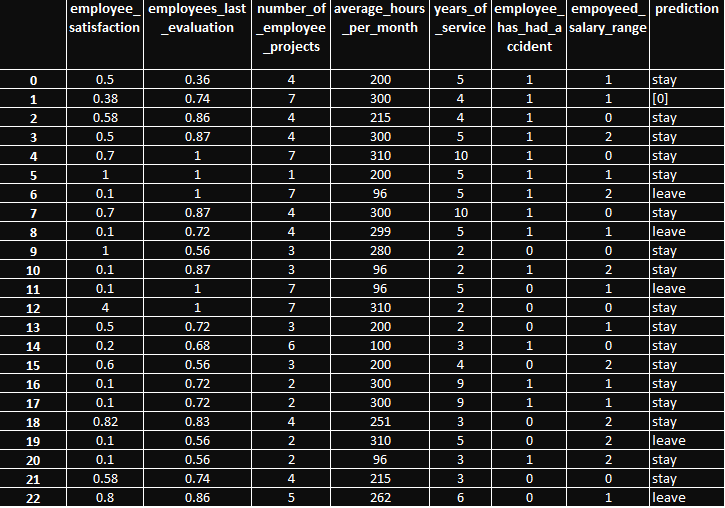 employee_satisfaction employees_last_evaluation number_of_employee_projects average_hours_per_month years_of_service employee_has_had_accident empoyeed_salary_range prediction
0 0.5 0.36 4 200 5 1 1 stay
1 0.38 0.74 7 300 4 1 1 [0]
2 0.58 0.86 4 215 4 1 0 stay
3 0.5 0.87 4 300 5 1 2 stay
4 0.7 1 7 310 10 1 0 stay
5 1 1 1 200 5 1 1 stay
6 0.1 1 7 96 5 1 2 leave
7 0.7 0.87 4 300 10 1 0 stay
8 0.1 0.72 4 299 5 1 1 leave
9 1 0.56 3 280 2 0 0 stay
10 0.1 0.87 3 96 2 1 2 stay
11 0.1 1 7 96 5 0 1 leave
12 4 1 7 310 2 0 0 stay
13 0.5 0.72 3 200 2 0 1 stay
14 0.2 0.68 6 100 3 1 0 stay
15 0.6 0.56 3 200 4 0 2 stay
16 0.1 0.72 2 300 9 1 1 stay
17 0.1 0.72 2 300 9 1 1 stay
18 0.82 0.83 4 251 3 0 2 stay
19 0.1 0.56 2 310 5 0 2 leave
20 0.1 0.56 2 96 3 1 2 stay
21 0.58 0.74 4 215 3 0 0 stay
22 0.8 0.86 5 262 6 0 1 leave